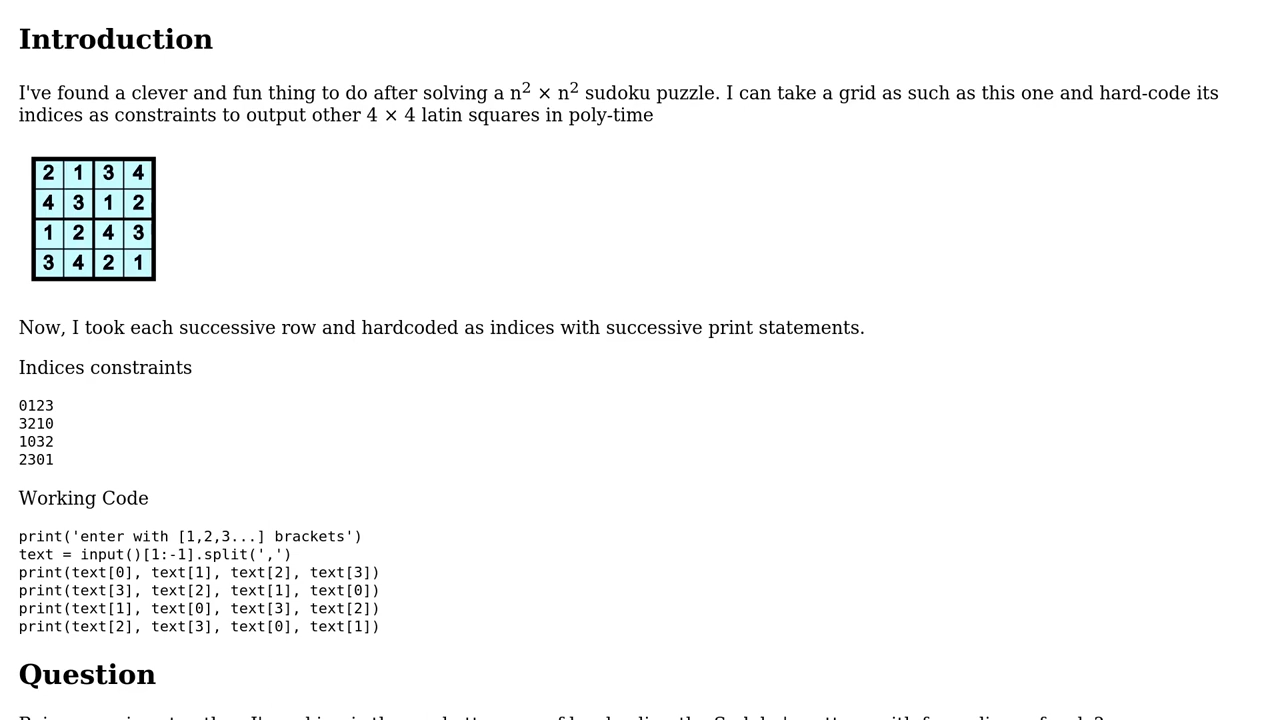 Introduction
I've found a clever and fun thing to do after solving a n² × n² sudoku puzzle. I can take a grid as such as this one and hard-code its
indices as constraints to output other 4 × 4 latin squares in poly-time
2 1 3 4
4 3 1 2
1 2 4 3
3 4 2 1
Now, I took each successive row and hardcoded as indices with successive print statements.
Indices constraints
0123
3210
1032
2301
Working Code
print('enter with [1,2,3...] brackets')
text = input()[1:-1].split(',')
print(text[0], text[1], text[2], text[3])
print(text[3], text[2], text[1], text[0])
print(text[1], text[0], text[3], text[2])
print(text[2], text[3], text[0], text[1])
Question